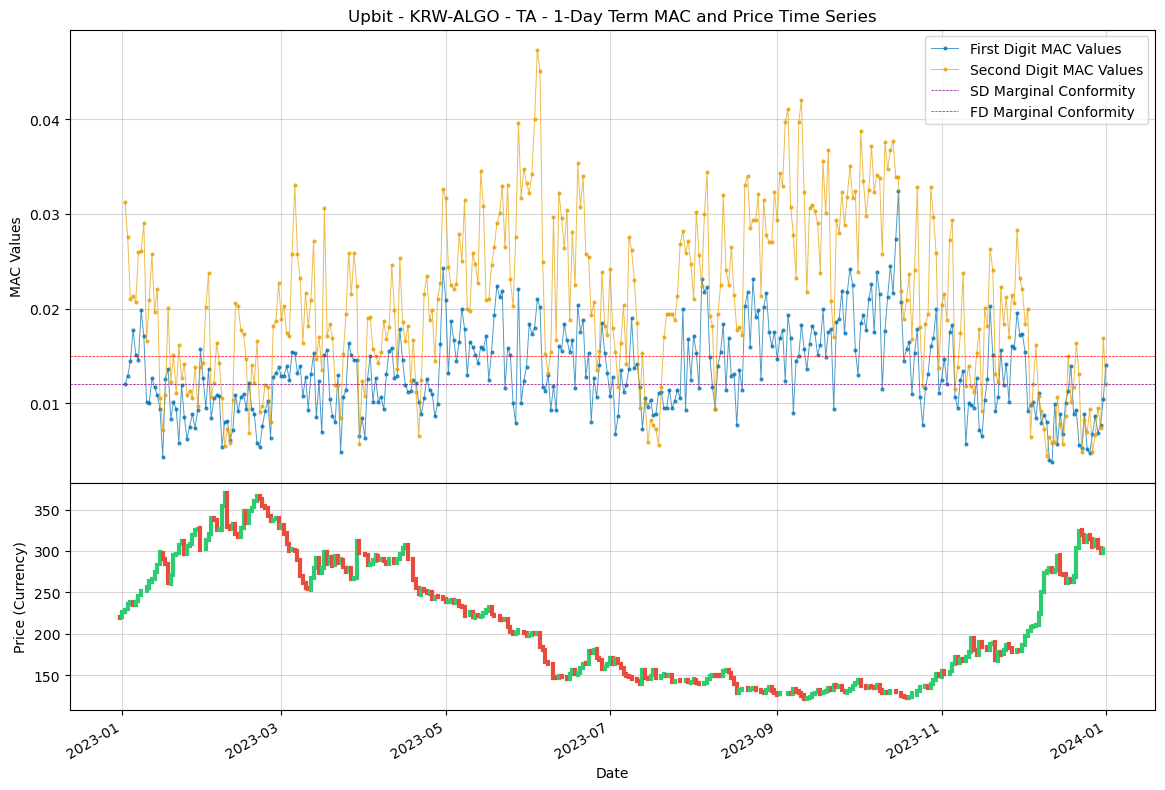 Upbit - KRW-ALGO - TA - 1-Day Term MAC and Price Time Series
First Digit MAC Values
Second Digit MAC Values
SD Marginal Conformity
FD Marginal Conformity
MAC Values
0.04
0.03
0.02
0.01
Price (Currency)
350
300
250
200
150
2023-01
2023-03
2023-05
2023-07
2023-09
2023-11
2024-01
Date